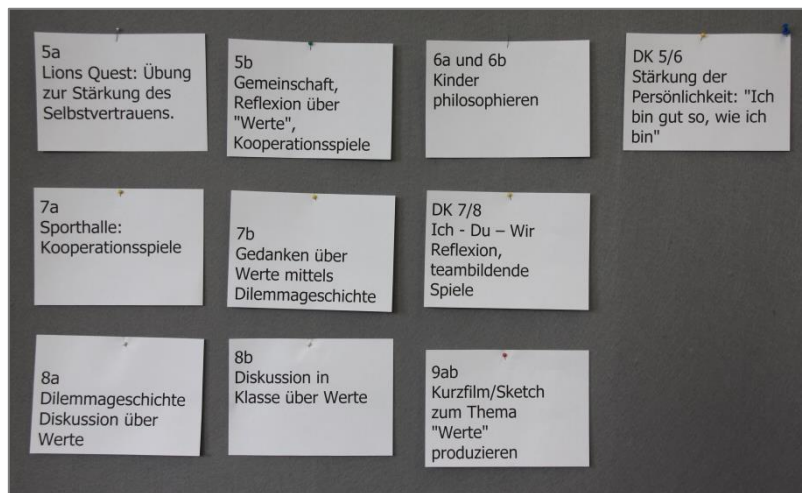 5a
Lions Quest: Übung
zur Stärkung des
Selbstvertrauens.
5b
Gemeinschaft,
Reflexion über
"Werte",
Kooperationsspiele
6a und 6b
Kinder
philosophieren
DK 5/6
Stärkung der
Persönlichkeit: "Ich
bin gut so, wie ich
bin"
7a
Sporthalle:
Kooperationsspiele
7b
Gedanken über
Werte mittels
Dilemmageschichte
DK 7/8
Ich - Du – Wir
Reflexion,
teambildende
Spiele
8a
Dilemmageschichte
Diskussion über
Werte
8b
Diskussion in
Klasse über Werte
9ab
Kurzfilm/Sketch
zum Thema
"Werte"
produzieren